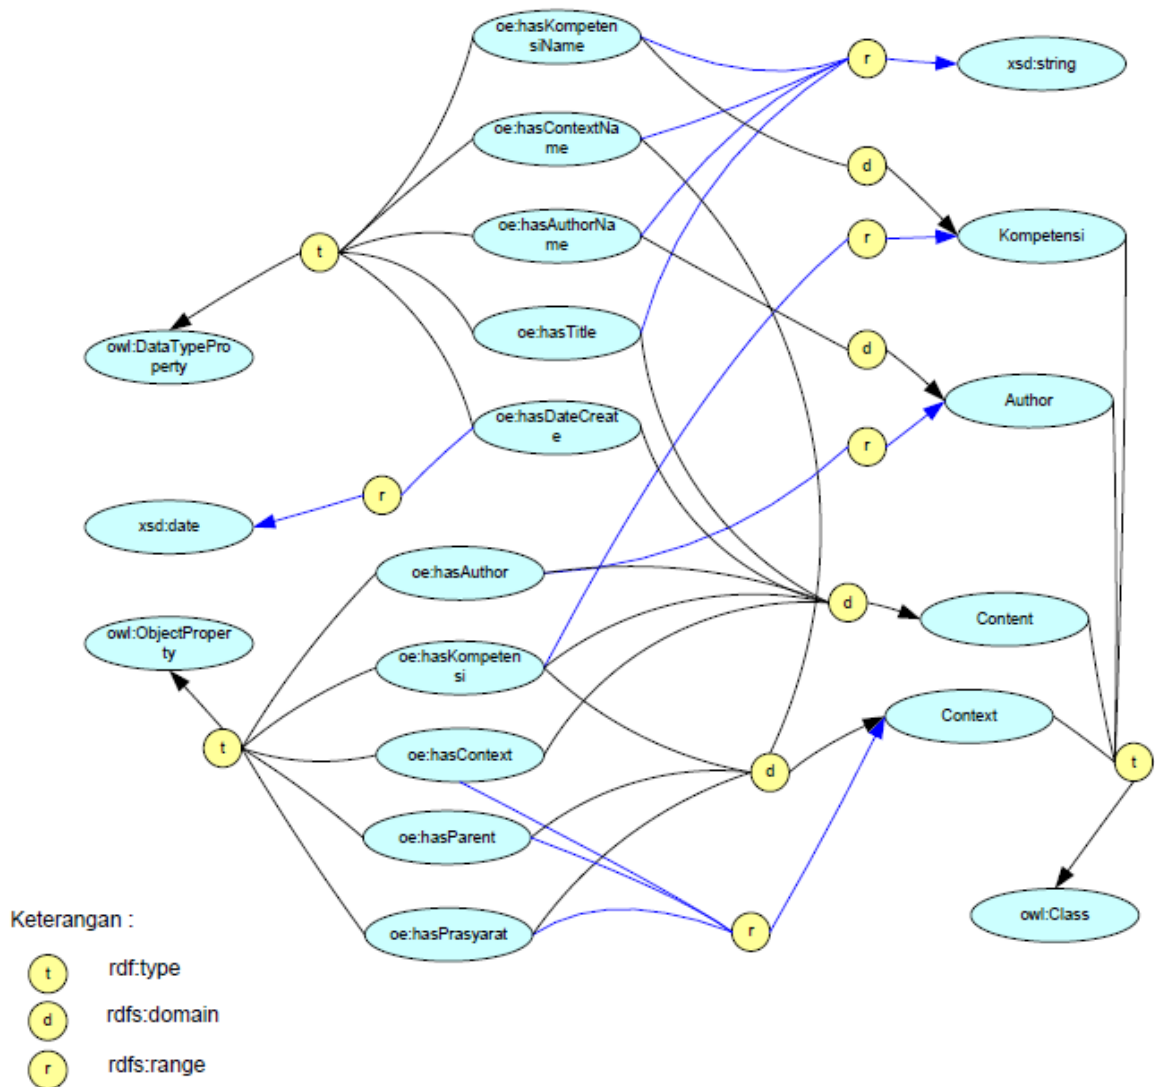 oe:hasKompeten
siName
r
xsd:string
oe:hasContextNa
me
d
oe:hasAuthorNa
me
r
Kompetensi
t
oe:hasTitle
d
owl:DataTypePro
perty
Author
oe:hasDateCreat
e
r
r
xsd:date
oe:hasAuthor
d
Content
owl:ObjectProper
ty
oe:hasKompeten
si
Context
t
oe:hasContext
d
t
oe:hasParent
owl:Class
oe:hasPrasyarat
r
Keterangan :
t rdf:type
d rdfs:domain
r rdfs:range